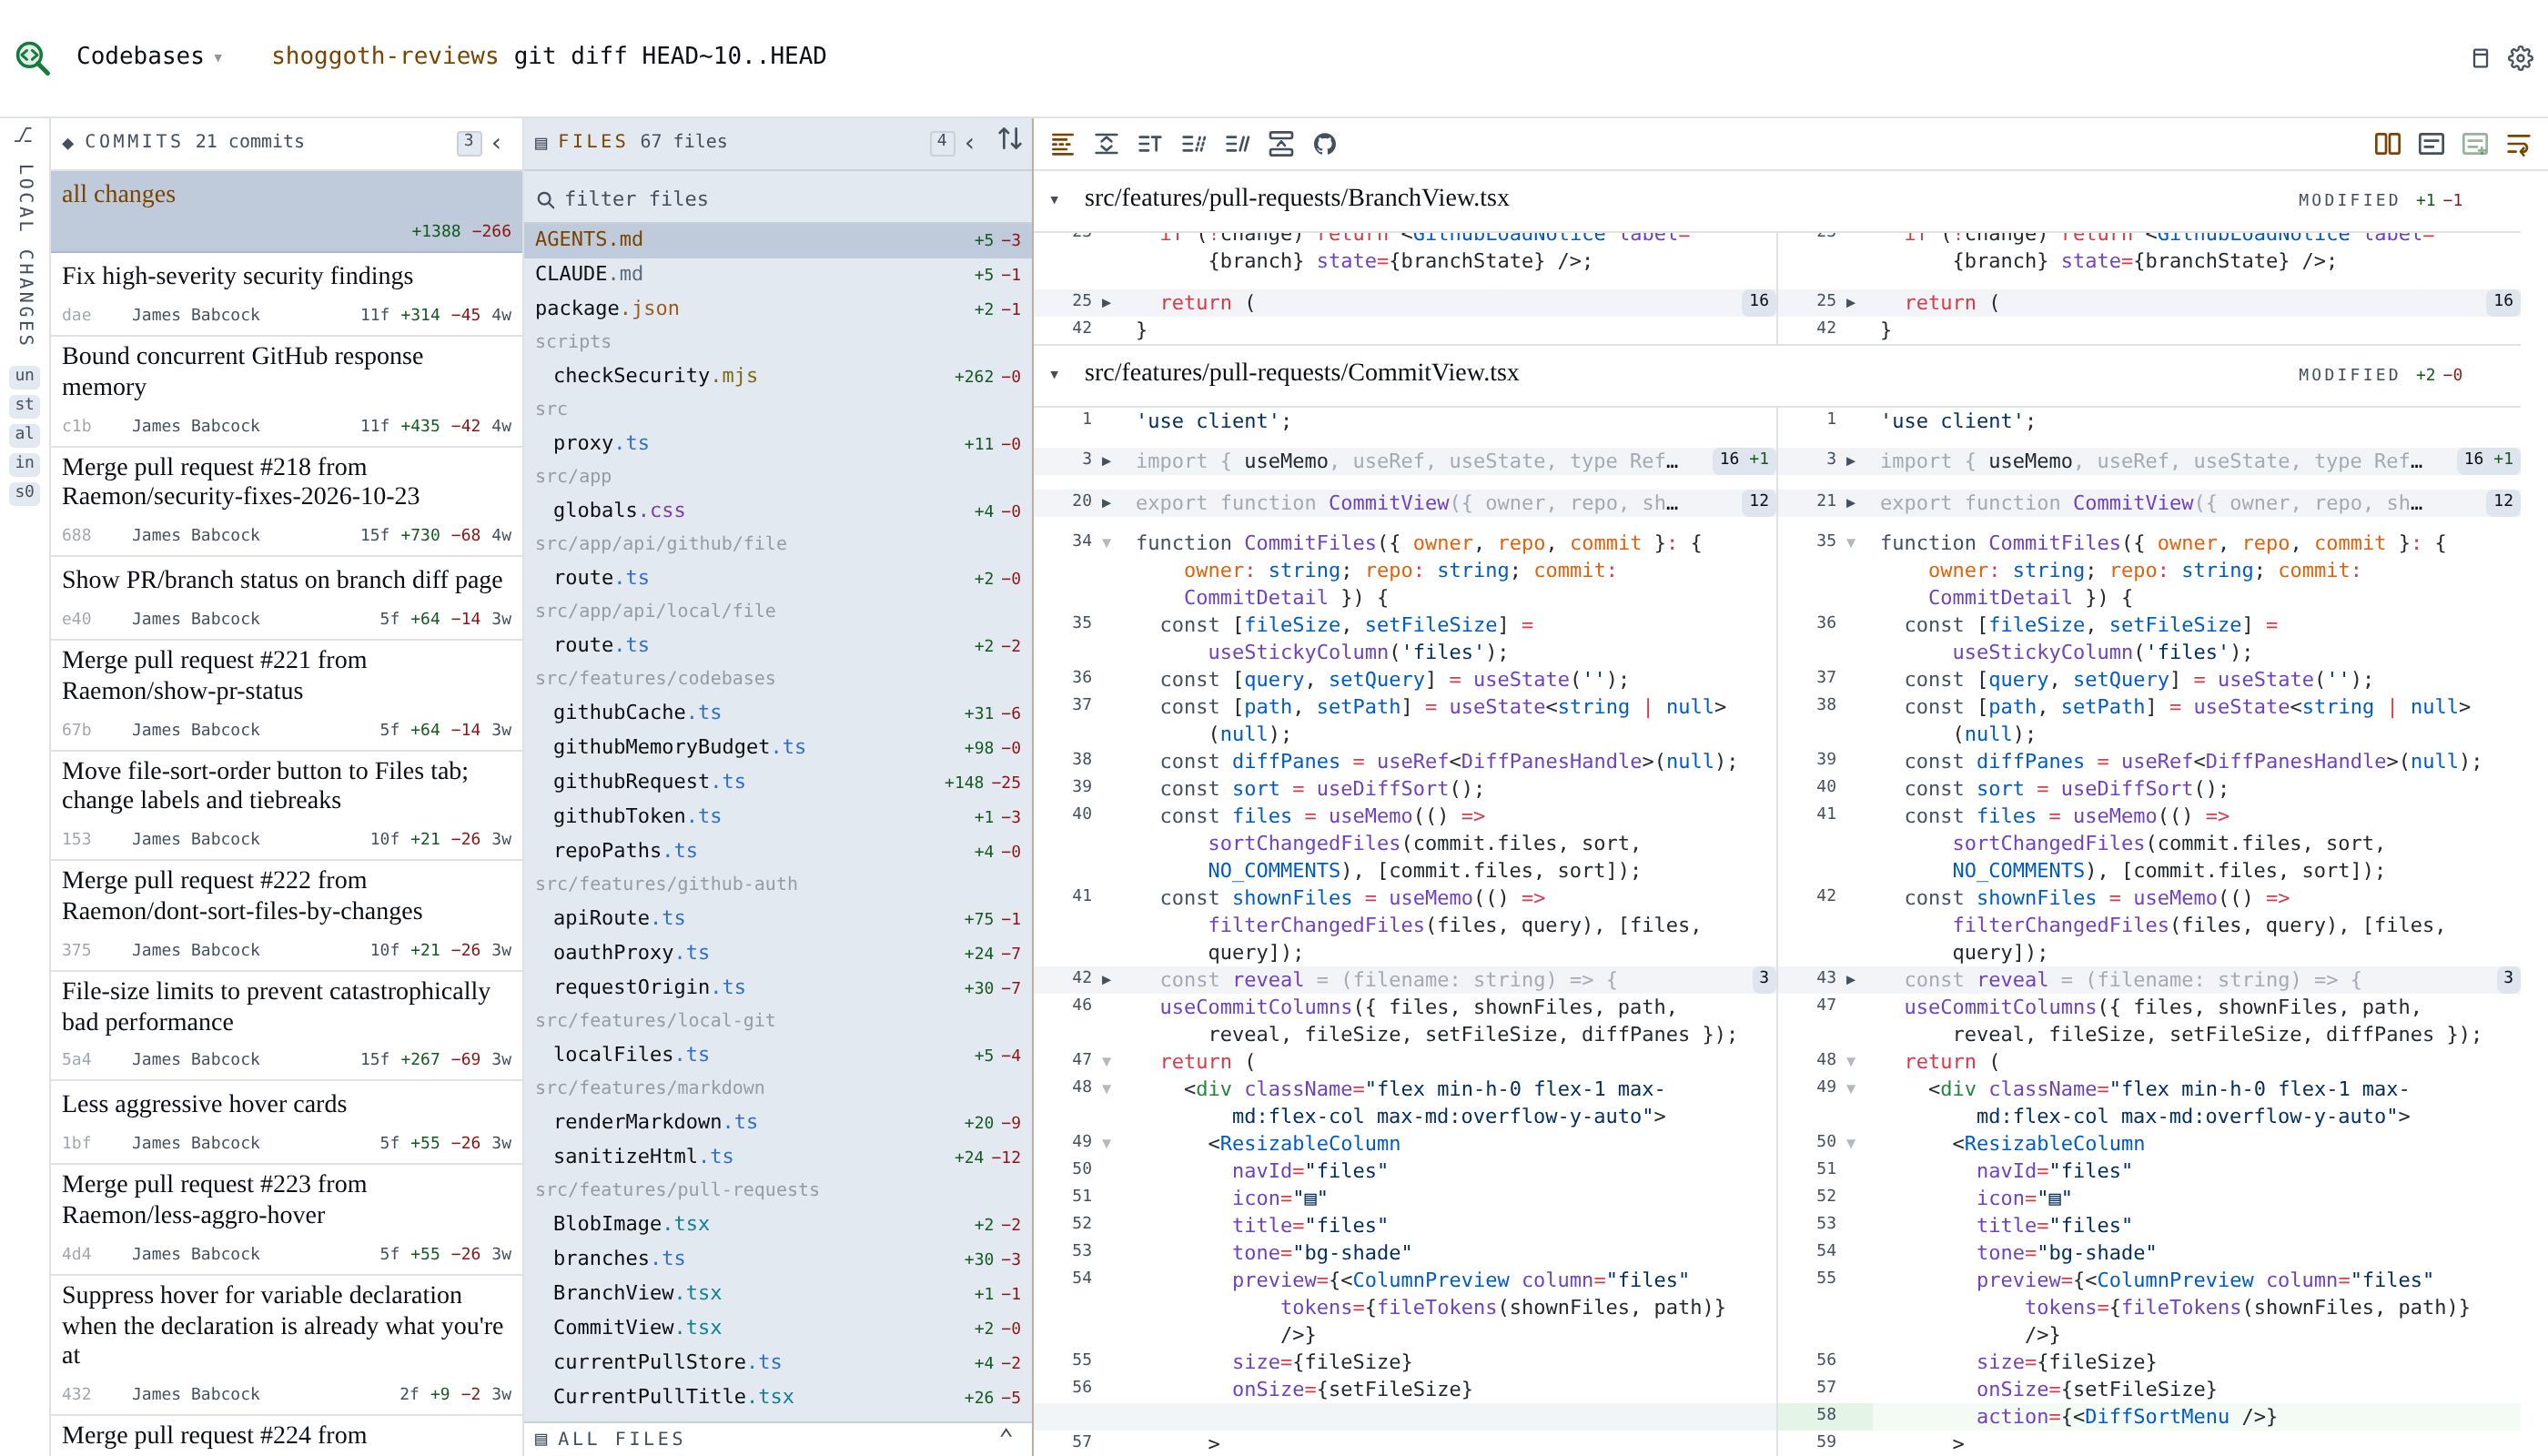 Codebases ▾ shoggoth-reviews git diff HEAD~10..HEAD
LOCAL CHANGES
un
st
al
in
s0
◆ COMMITS 21 commits 3 ‹
all changes
+1388 −266
Fix high-severity security findings
dae James Babcock 11f +314 −45 4w
Bound concurrent GitHub response
memory
c1b James Babcock 11f +435 −42 4w
Merge pull request #218 from
Raemon/security-fixes-2026-10-23
688 James Babcock 15f +730 −68 4w
Show PR/branch status on branch diff page
e40 James Babcock 5f +64 −14 3w
Merge pull request #221 from
Raemon/show-pr-status
67b James Babcock 5f +64 −14 3w
Move file-sort-order button to Files tab;
change labels and tiebreaks
153 James Babcock 10f +21 −26 3w
Merge pull request #222 from
Raemon/dont-sort-files-by-changes
375 James Babcock 10f +21 −26 3w
File-size limits to prevent catastrophically
bad performance
5a4 James Babcock 15f +267 −69 3w
Less aggressive hover cards
1bf James Babcock 5f +55 −26 3w
Merge pull request #223 from
Raemon/less-aggro-hover
4d4 James Babcock 5f +55 −26 3w
Suppress hover for variable declaration
when the declaration is already what you're
at
432 James Babcock 2f +9 −2 3w
Merge pull request #224 from
▤ FILES 67 files 4 ‹
filter files
AGENTS.md +5 −3
CLAUDE.md +5 −1
package.json +2 −1
scripts
checkSecurity.mjs +262 −0
src
proxy.ts +11 −0
src/app
globals.css +4 −0
src/app/api/github/file
route.ts +2 −0
src/app/api/local/file
route.ts +2 −2
src/features/codebases
githubCache.ts +31 −6
githubMemoryBudget.ts +98 −0
githubRequest.ts +148 −25
githubToken.ts +1 −3
repoPaths.ts +4 −0
src/features/github-auth
apiRoute.ts +75 −1
oauthProxy.ts +24 −7
requestOrigin.ts +30 −7
src/features/local-git
localFiles.ts +5 −4
src/features/markdown
renderMarkdown.ts +20 −9
sanitizeHtml.ts +24 −12
src/features/pull-requests
BlobImage.tsx +2 −2
branches.ts +30 −3
BranchView.tsx +1 −1
CommitView.tsx +2 −0
currentPullStore.ts +4 −2
CurrentPullTitle.tsx +26 −5
▤ ALL FILES ^
▾ src/features/pull-requests/BranchView.tsx MODIFIED +1 −1
23 if (!change) return <GithubLoadNotice label=
{branch} state={branchState} />;
25 ▶ return ( 16
42 }
23 if (!change) return <GithubLoadNotice label=
{branch} state={branchState} />;
25 ▶ return ( 16
42 }
▾ src/features/pull-requests/CommitView.tsx MODIFIED +2 −0
1 'use client';
3 ▶ import { useMemo, useRef, useState, type Ref… 16 +1
20 ▶ export function CommitView({ owner, repo, sh… 12
34 ▼ function CommitFiles({ owner, repo, commit }: {
owner: string; repo: string; commit:
CommitDetail }) {
35 const [fileSize, setFileSize] =
useStickyColumn('files');
36 const [query, setQuery] = useState('');
37 const [path, setPath] = useState<string | null>
(null);
38 const diffPanes = useRef<DiffPanesHandle>(null);
39 const sort = useDiffSort();
40 const files = useMemo(() =>
sortChangedFiles(commit.files, sort,
NO_COMMENTS), [commit.files, sort]);
41 const shownFiles = useMemo(() =>
filterChangedFiles(files, query), [files,
query]);
42 ▶ const reveal = (filename: string) => { 3
46 useCommitColumns({ files, shownFiles, path,
reveal, fileSize, setFileSize, diffPanes });
47 ▼ return (
48 ▼ <div className="flex min-h-0 flex-1 max-
md:flex-col max-md:overflow-y-auto">
49 ▼ <ResizableColumn
50 navId="files"
51 icon="▤"
52 title="files"
53 tone="bg-shade"
54 preview={<ColumnPreview column="files"
tokens={fileTokens(shownFiles, path)}
/>}
55 size={fileSize}
56 onSize={setFileSize}
57 >
1 'use client';
3 ▶ import { useMemo, useRef, useState, type Ref… 16 +1
21 ▶ export function CommitView({ owner, repo, sh… 12
35 ▼ function CommitFiles({ owner, repo, commit }: {
owner: string; repo: string; commit:
CommitDetail }) {
36 const [fileSize, setFileSize] =
useStickyColumn('files');
37 const [query, setQuery] = useState('');
38 const [path, setPath] = useState<string | null>
(null);
39 const diffPanes = useRef<DiffPanesHandle>(null);
40 const sort = useDiffSort();
41 const files = useMemo(() =>
sortChangedFiles(commit.files, sort,
NO_COMMENTS), [commit.files, sort]);
42 const shownFiles = useMemo(() =>
filterChangedFiles(files, query), [files,
query]);
43 ▶ const reveal = (filename: string) => { 3
47 useCommitColumns({ files, shownFiles, path,
reveal, fileSize, setFileSize, diffPanes });
48 ▼ return (
49 ▼ <div className="flex min-h-0 flex-1 max-
md:flex-col max-md:overflow-y-auto">
50 ▼ <ResizableColumn
51 navId="files"
52 icon="▤"
53 title="files"
54 tone="bg-shade"
55 preview={<ColumnPreview column="files"
tokens={fileTokens(shownFiles, path)}
/>}
56 size={fileSize}
57 onSize={setFileSize}
58 action={<DiffSortMenu />}
59 >